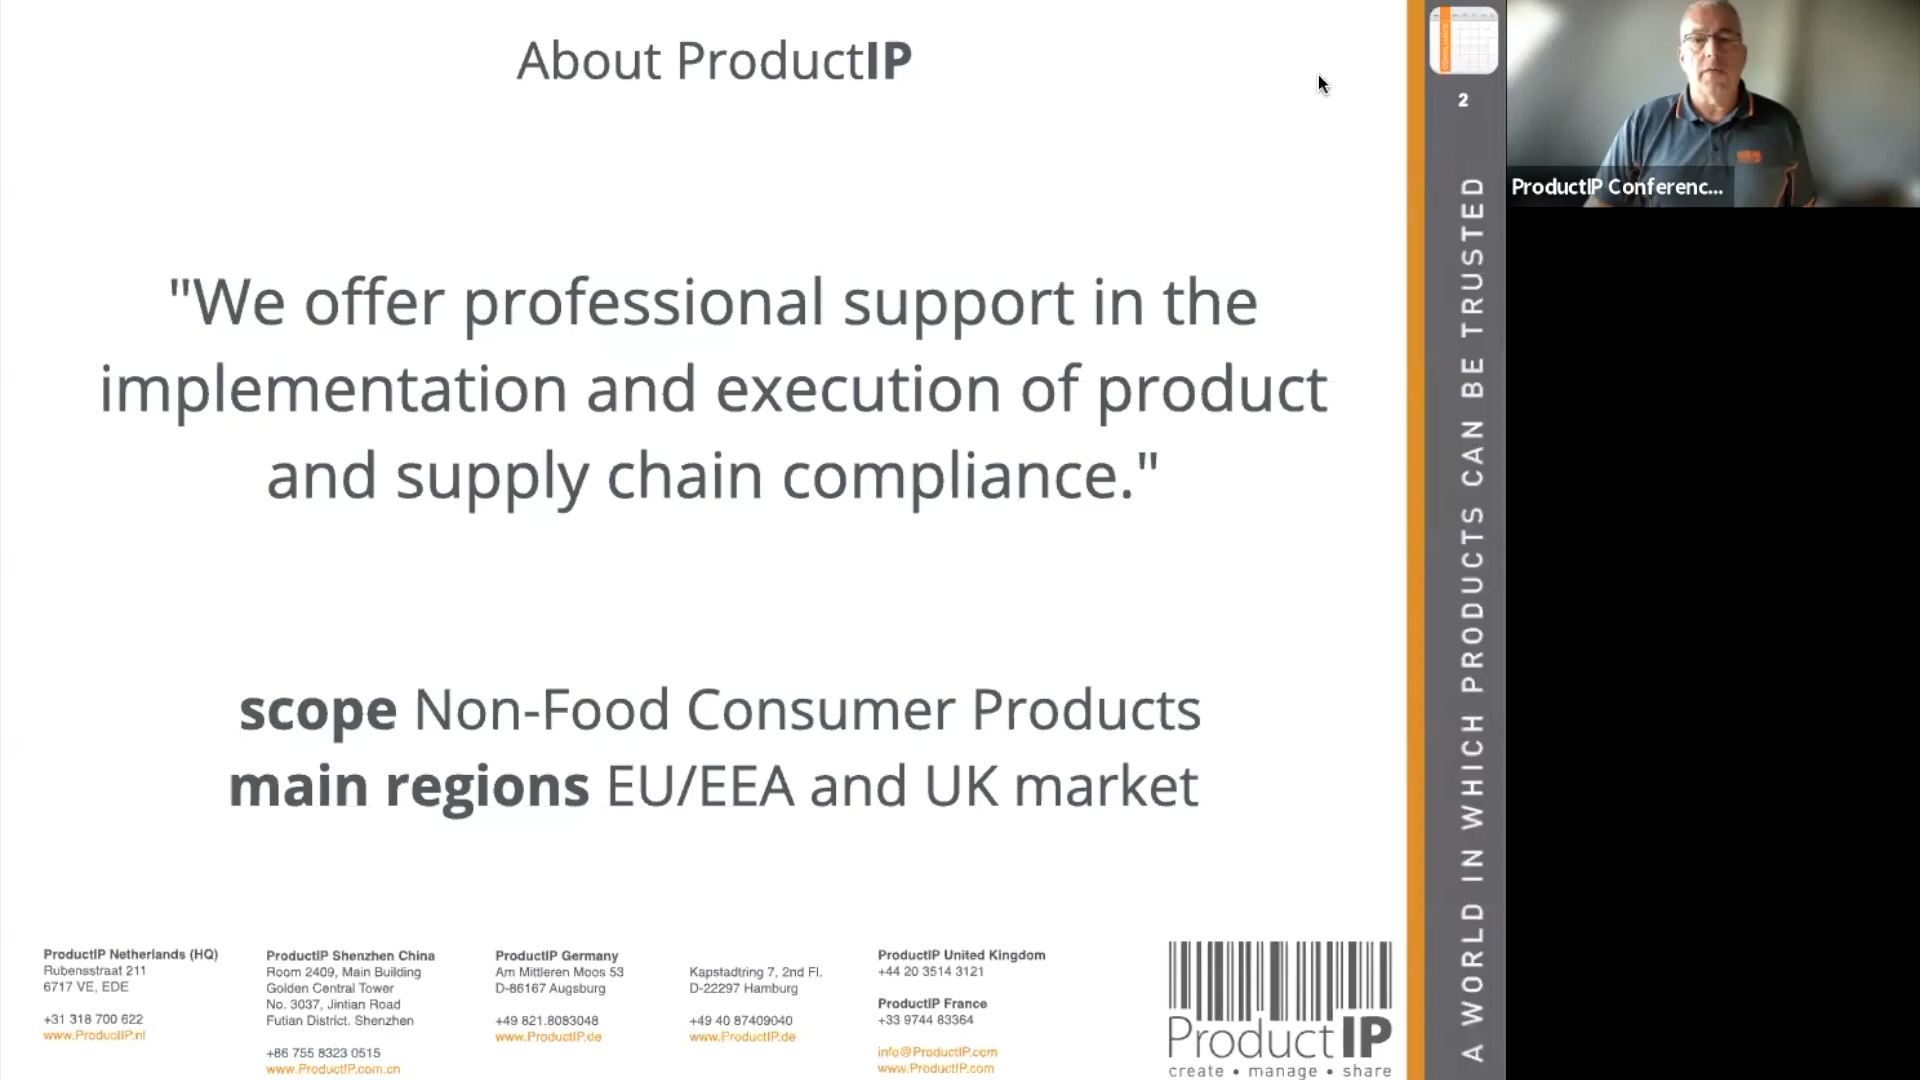 About ProductIP
"We offer professional support in the
implementation and execution of product
and supply chain compliance."
scope Non-Food Consumer Products
main regions EU/EEA and UK market
ProductIP Netherlands (HQ)
Rubensstraat 211
6717 VE, EDE
+31 318 700 622
www.ProductIP.nl
ProductIP Shenzhen China
Room 2409, Main Building
Golden Central Tower
No. 3037, Jintian Road
Futian District. Shenzhen
+86 755 8323 0515
www.ProductIP.com.cn
ProductIP Germany
Am Mittleren Moos 53
D-86167 Augsburg
+49 821.8083048
www.ProductIP.de
Kapstadtring 7, 2nd Fl.
D-22297 Hamburg
+49 40 87409040
www.ProductIP.de
ProductIP United Kingdom
+44 20 3514 3121
ProductIP France
+33 9744 83364
info@ProductIP.com
www.ProductIP.com
ProductIP
create • manage • share
COMPLIANCE
2
A WORLD IN WHICH PRODUCTS CAN BE TRUSTED
ProductIP Conferenc...